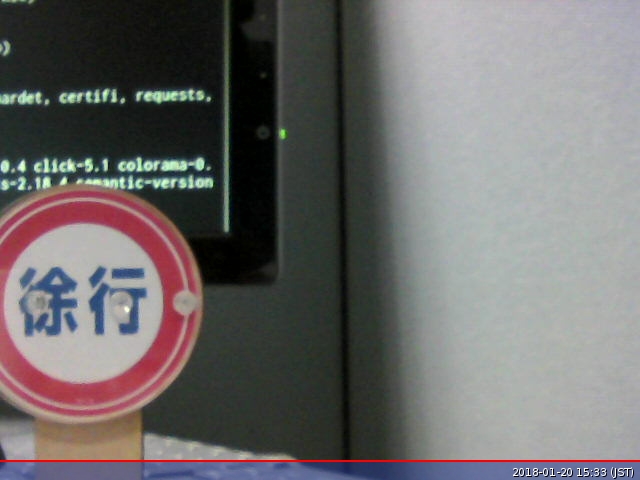 ardet, certifi, requests,
0.4 click-5.1 colorama-0.
s-2.18.4 semantic-version
徐行
2018-01-20 15:33 (JST)